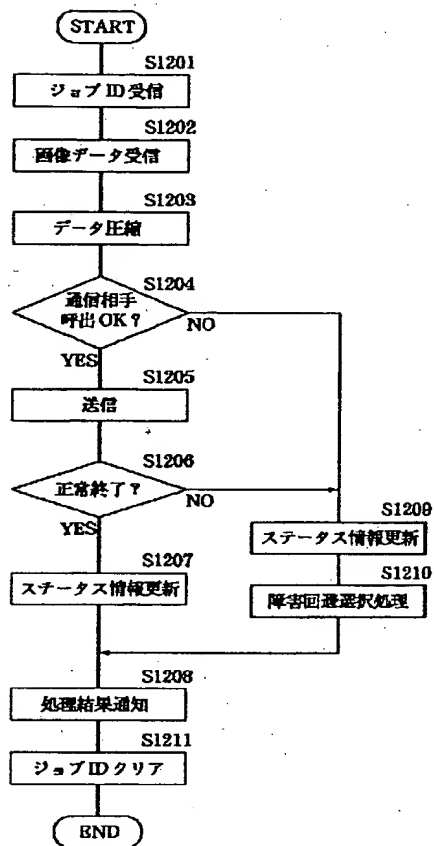 START
S1201
ジョブID受信
S1202
画像データ受信
S1203
データ圧縮
S1204
通信相手
呼出OK?
NO
YES
S1205
送信
S1206
正常終了?
NO
YES
S1209
ステータス情報更新
S1210
障害回避選択処理
S1207
ステータス情報更新
S1208
処理結果通知
S1211
ジョブIDクリア
END